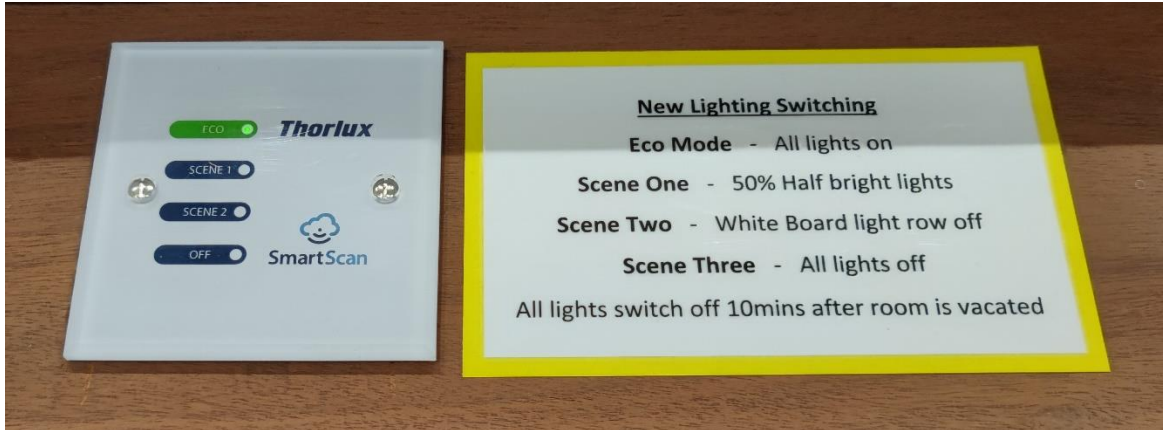 ECO
Thorlux
SCENE 1
SCENE 2
OFF
SmartScan
New Lighting Switching
Eco Mode - All lights on
Scene One - 50% Half bright lights
Scene Two - White Board light row off
Scene Three - All lights off
All lights switch off 10mins after room is vacated